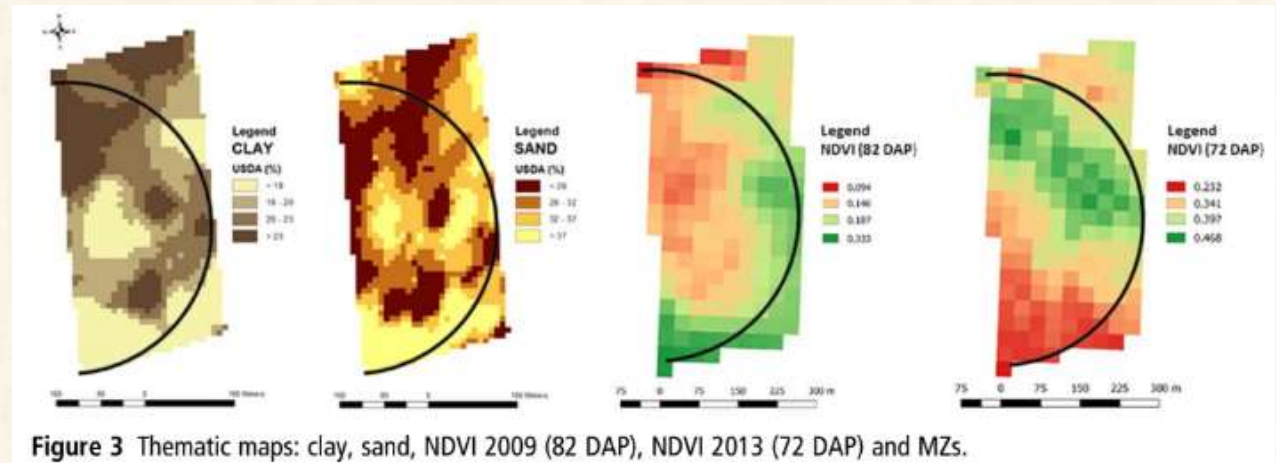 Legend
CLAY
USDA (%)
< 18
18 - 20
20 - 23
> 23
Legend
SAND
USDA (%)
< 28
28 - 32
32 - 37
> 37
Legend
NDVI (82 DAP)
0.094
0.146
0.187
0.333
Legend
NDVI (72 DAP)
0.232
0.341
0.397
0.468
75 0 75 150 225 300 m
75 0 75 150 225 300 m
Figure 3 Thematic maps: clay, sand, NDVI 2009 (82 DAP), NDVI 2013 (72 DAP) and MZs.